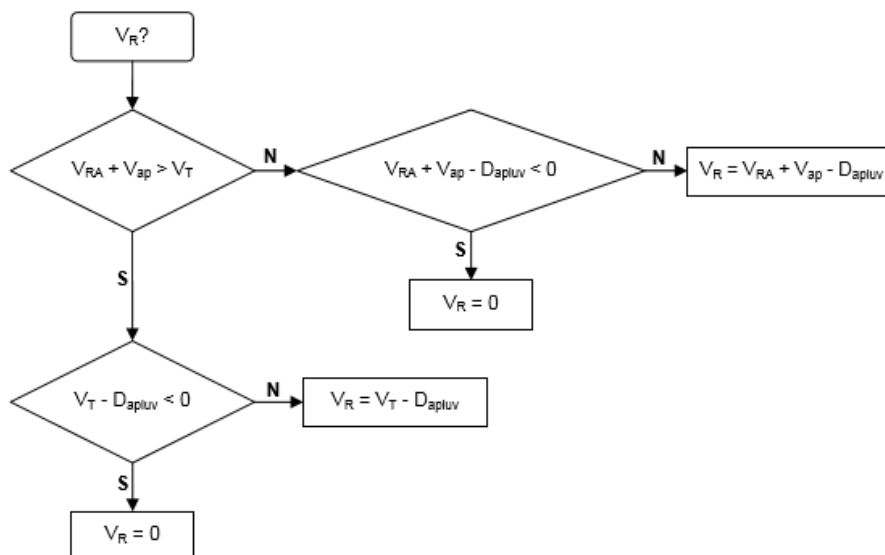 V_R?
V_RA + V_ap > V_T
N
V_RA + V_ap - D_apluv < 0
N
V_R = V_RA + V_ap - D_apluv
S
S
V_R = 0
V_T - D_apluv < 0
N
V_R = V_T - D_apluv
S
V_R = 0